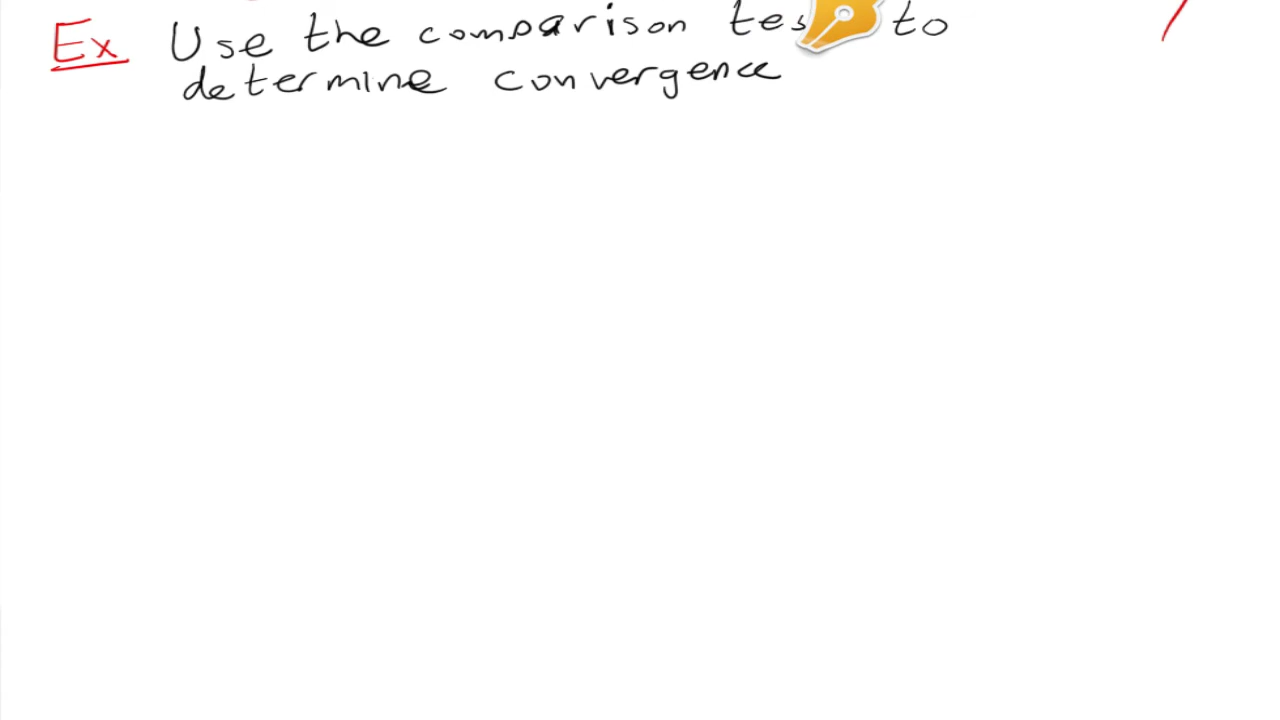 Ex Use the comparison tes to
determine convergence